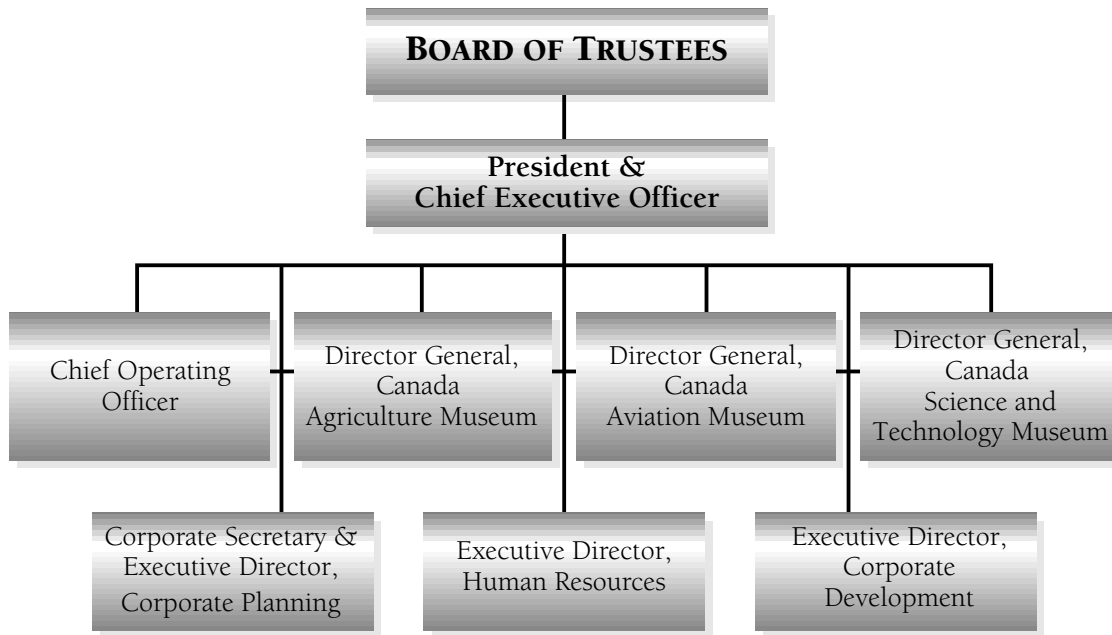 BOARD OF TRUSTEES
President &
Chief Executive Officer
Chief Operating
Officer
Director General,
Canada
Agriculture Museum
Director General,
Canada
Aviation Museum
Director General,
Canada
Science and
Technology Museum
Corporate Secretary &
Executive Director,
Corporate Planning
Executive Director,
Human Resources
Executive Director,
Corporate
Development